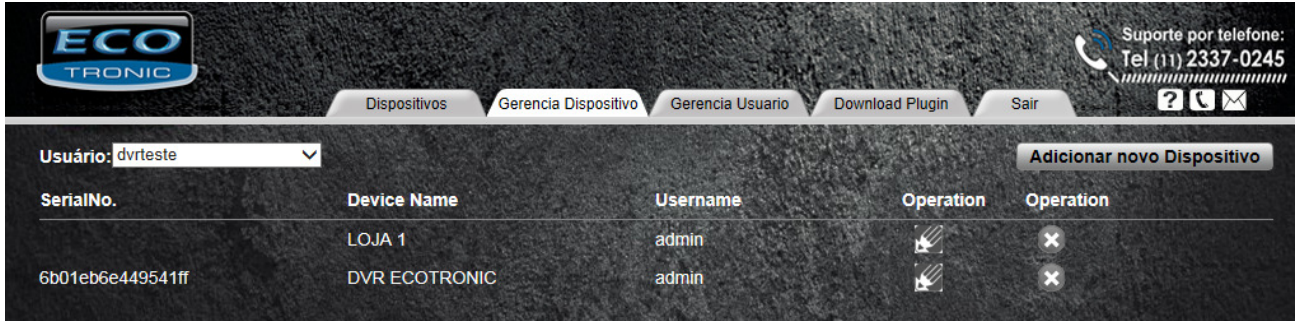 ECO
TRONIC
Suporte por telefone:
Tel (11) 2337-0245
Dispositivos Gerencia Dispositivo Gerencia Usuario Download Plugin Sair
?
Usuário: dvrteste Adicionar novo Dispositivo
SerialNo. Device Name Username Operation Operation
LOJA 1 admin
6b01eb6e449541ff DVR ECOTRONIC admin